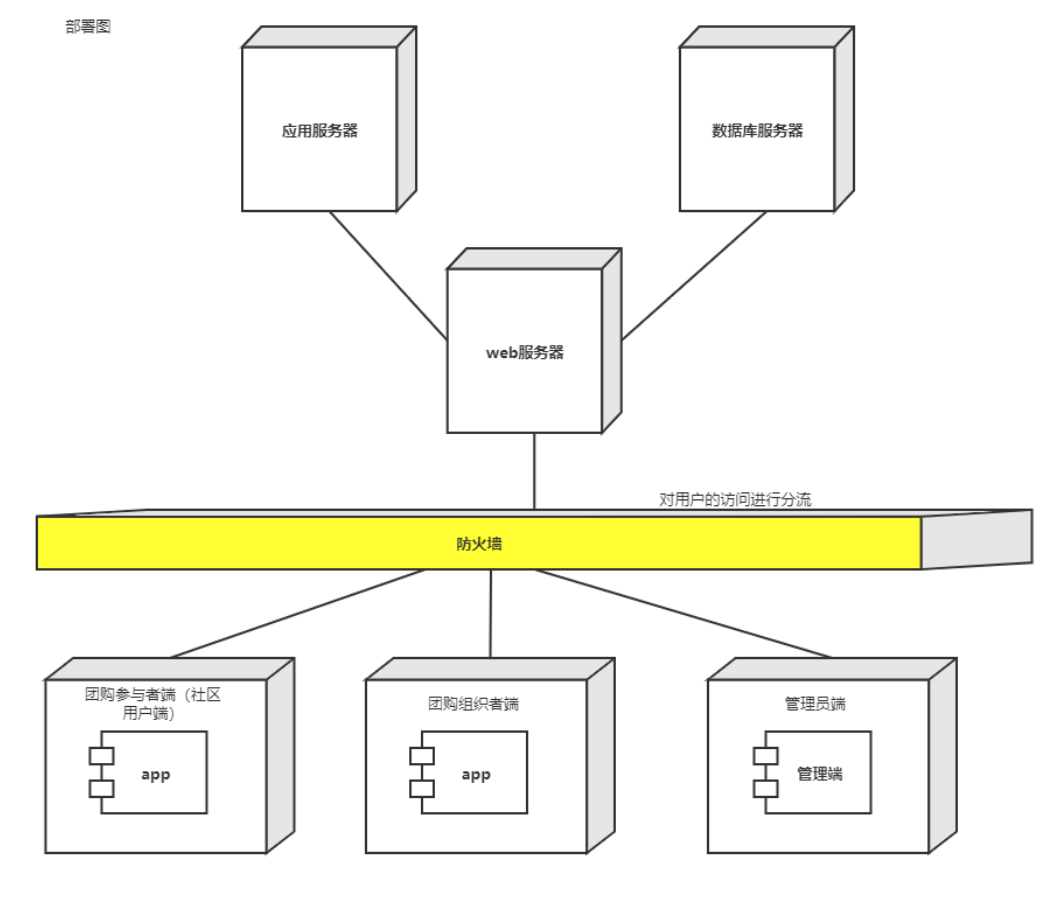 部署图
应用服务器
数据库服务器
web服务器
对用户的访问进行分流
防火墙
团购参与者端（社区
用户端）
app
团购组织者端
app
管理员端
管理端